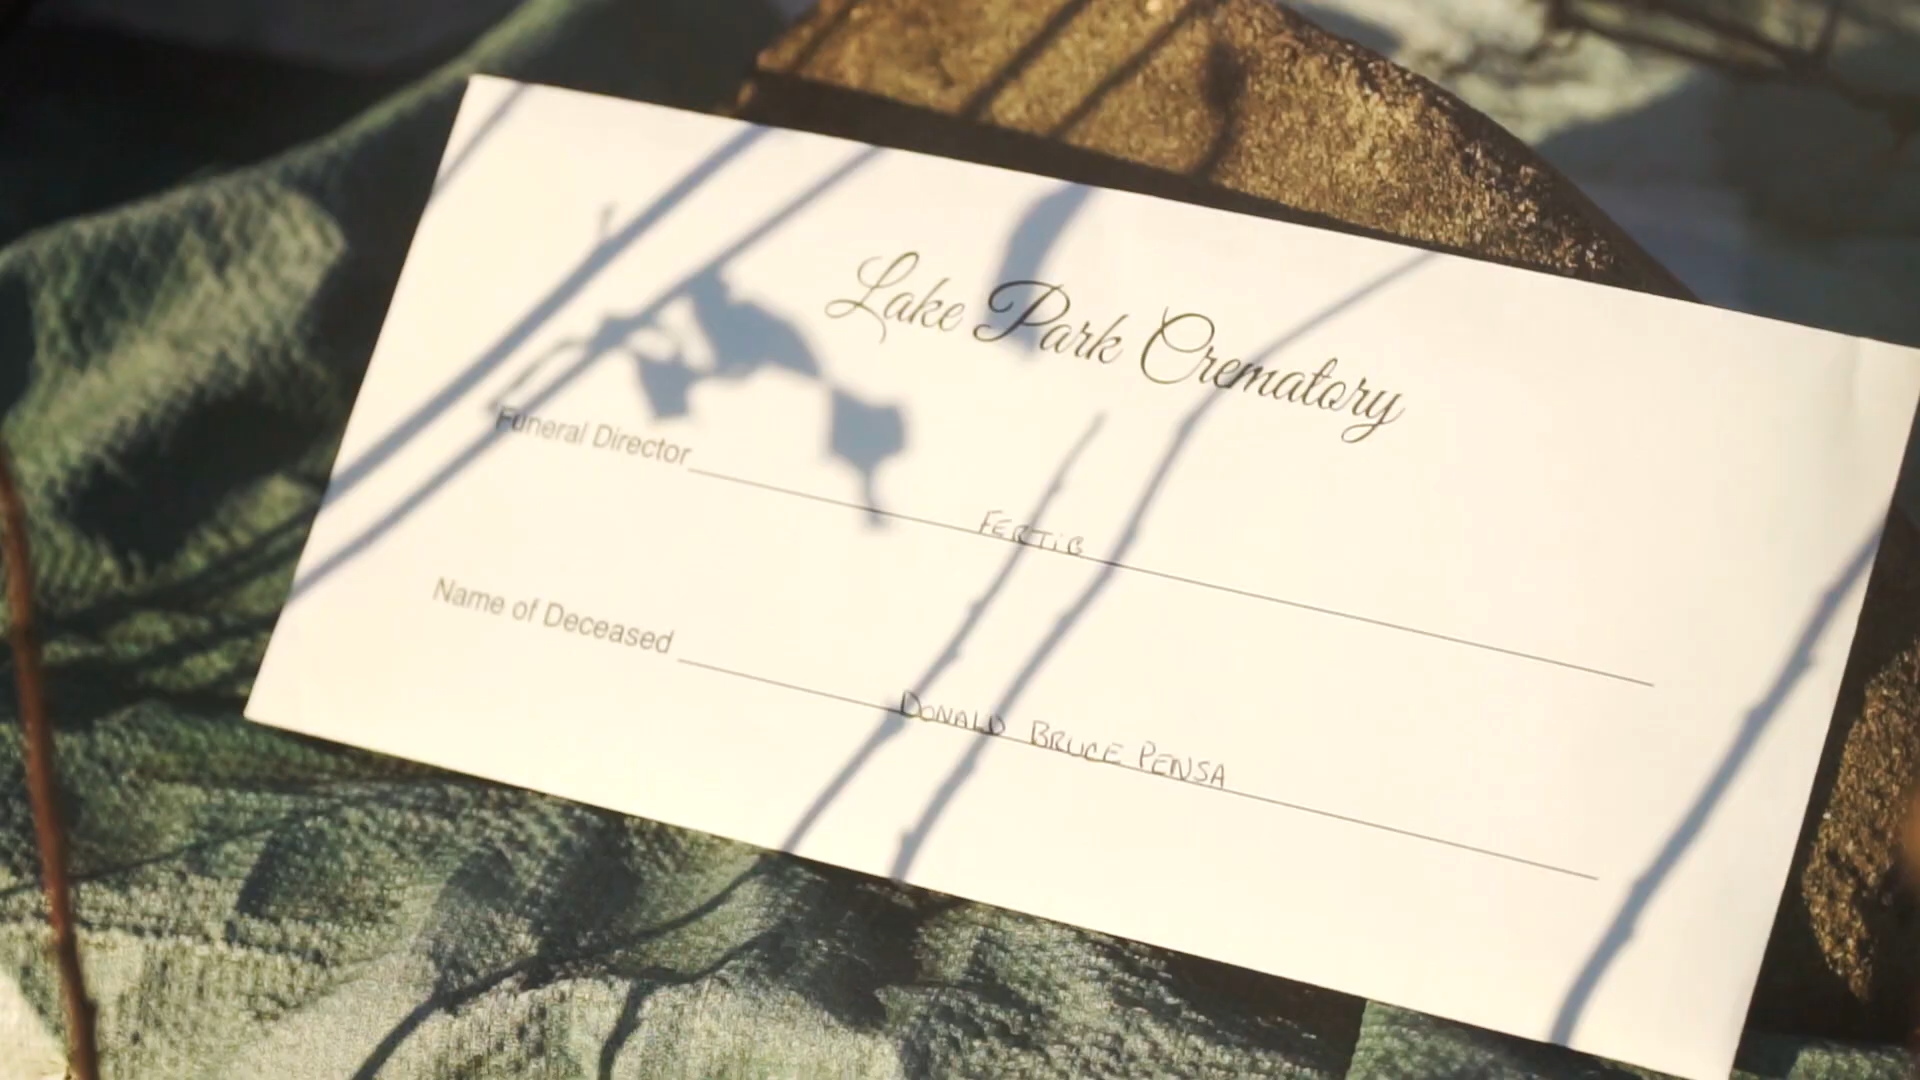 Lake Park Crematory
Funeral Director FERTIG
Name of Deceased DONALD BRUCE PENSA